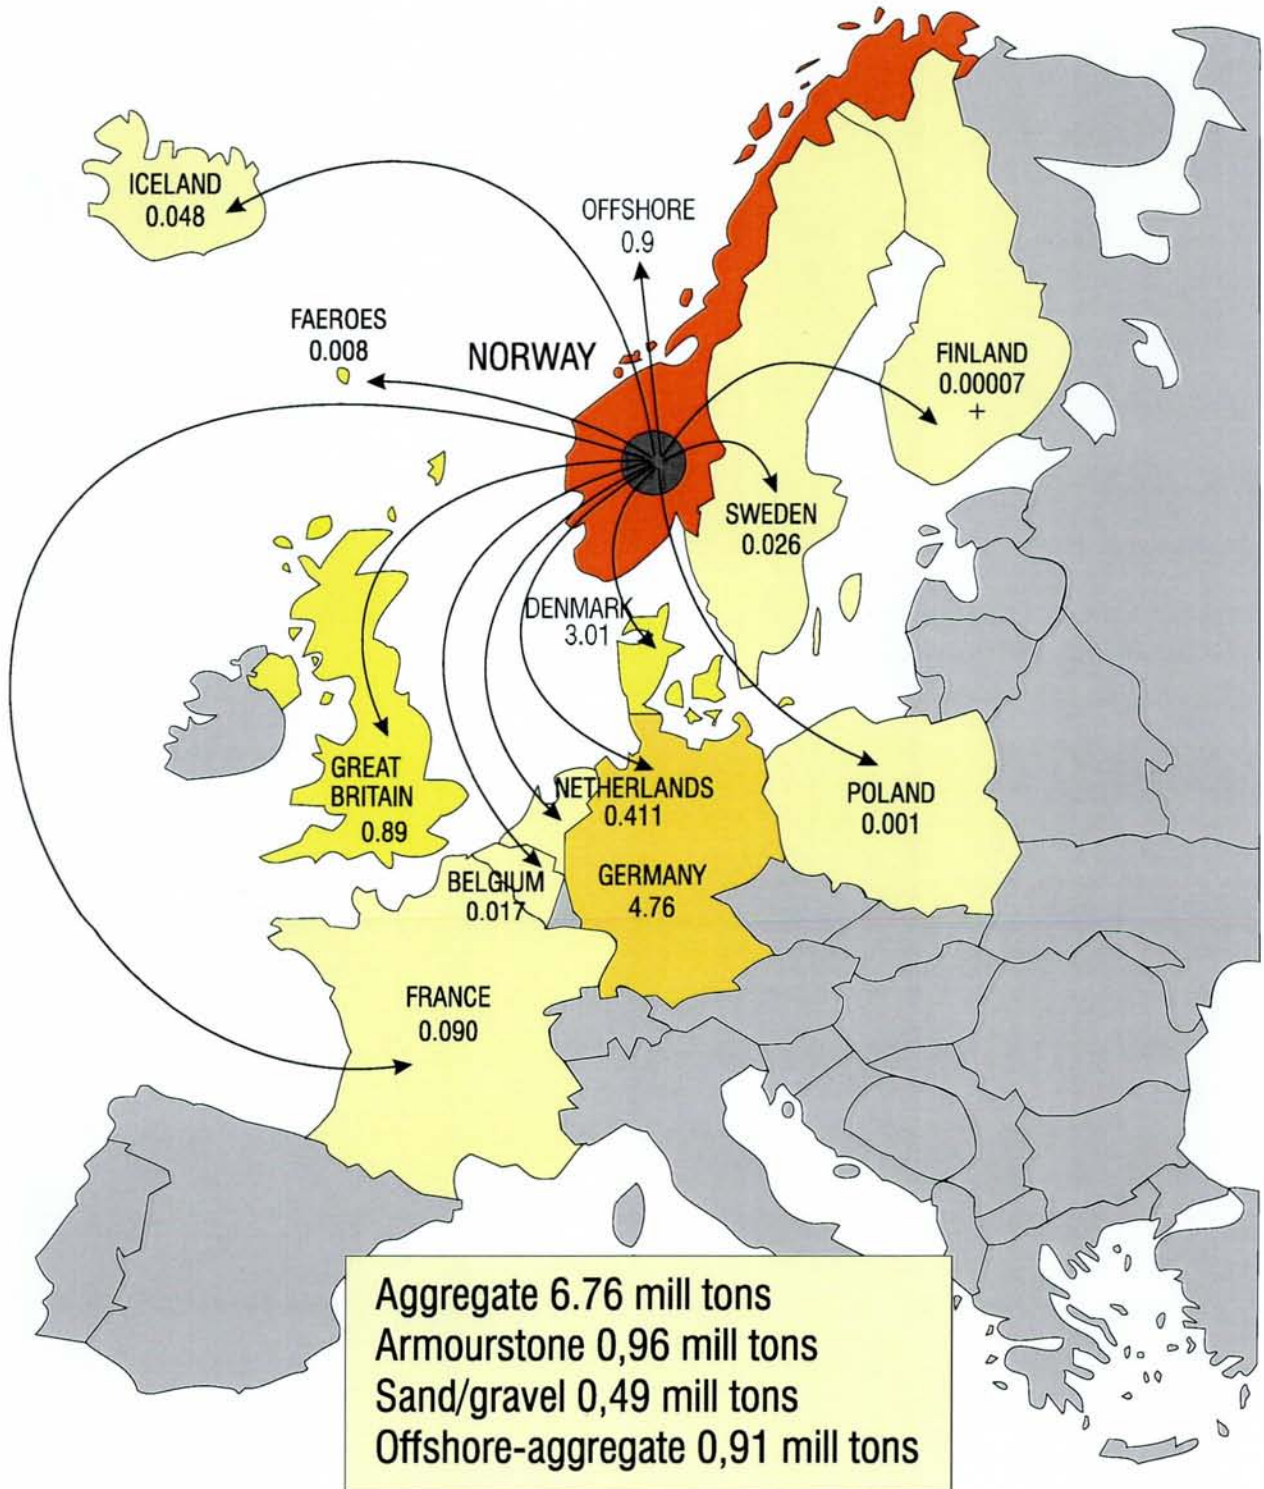 ICELAND
0.048
OFFSHORE
0.9
FAEROES
0.008
NORWAY
FINLAND
0.00007
+
SWEDEN
0.026
DENMARK
3.01
GREAT
BRITAIN
0.89
NETHERLANDS
0.411
POLAND
0.001
BELGIUM
0.017
GERMANY
4.76
FRANCE
0.090
Aggregate 6.76 mill tons
Armourstone 0,96 mill tons
Sand/gravel 0,49 mill tons
Offshore-aggregate 0,91 mill tons